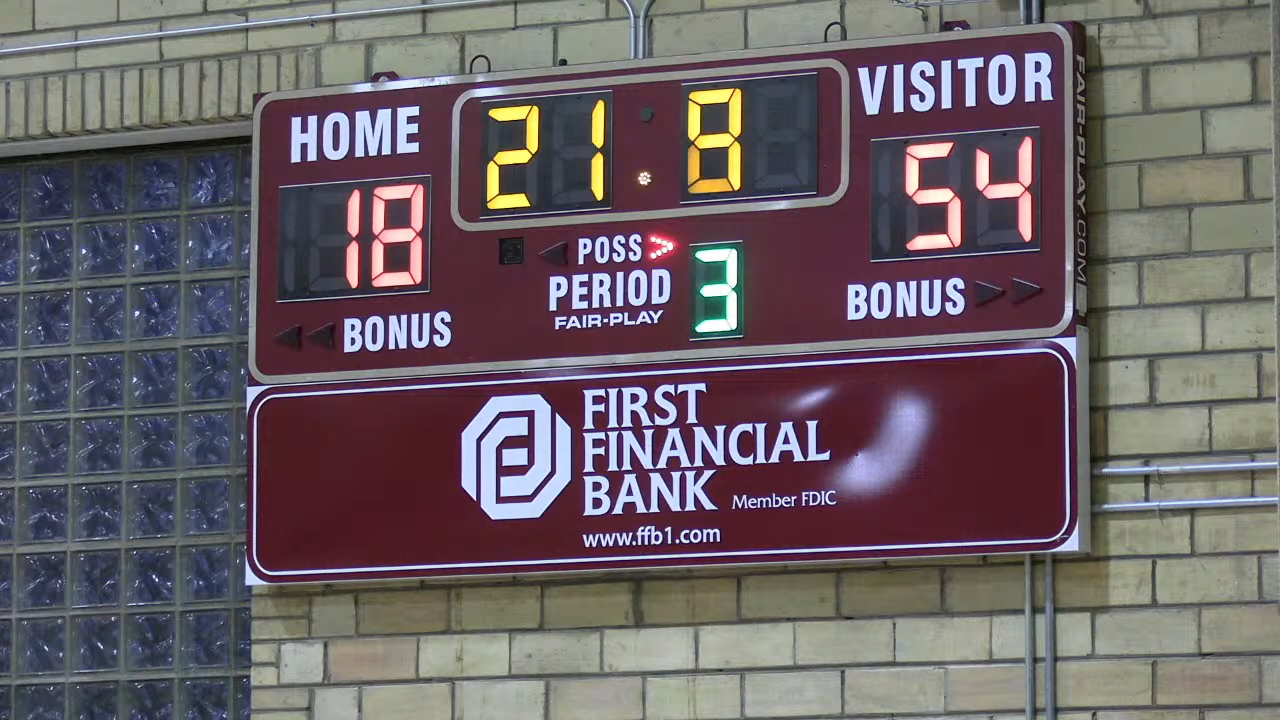 HOME
21.8
VISITOR
18
54
POSS
PERIOD
3
FAIR-PLAY
BONUS
BONUS
FAIR-PLAY.COM
FIRST
FINANCIAL
BANK
Member FDIC
www.ffb1.com